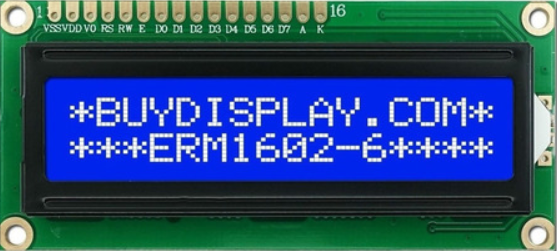 1 16
VSS VDD V0 RS RW E D0 D1 D2 D3 D4 D5 D6 D7 A K
*BUYDISPLAY.COM*
***ERM1602-6****